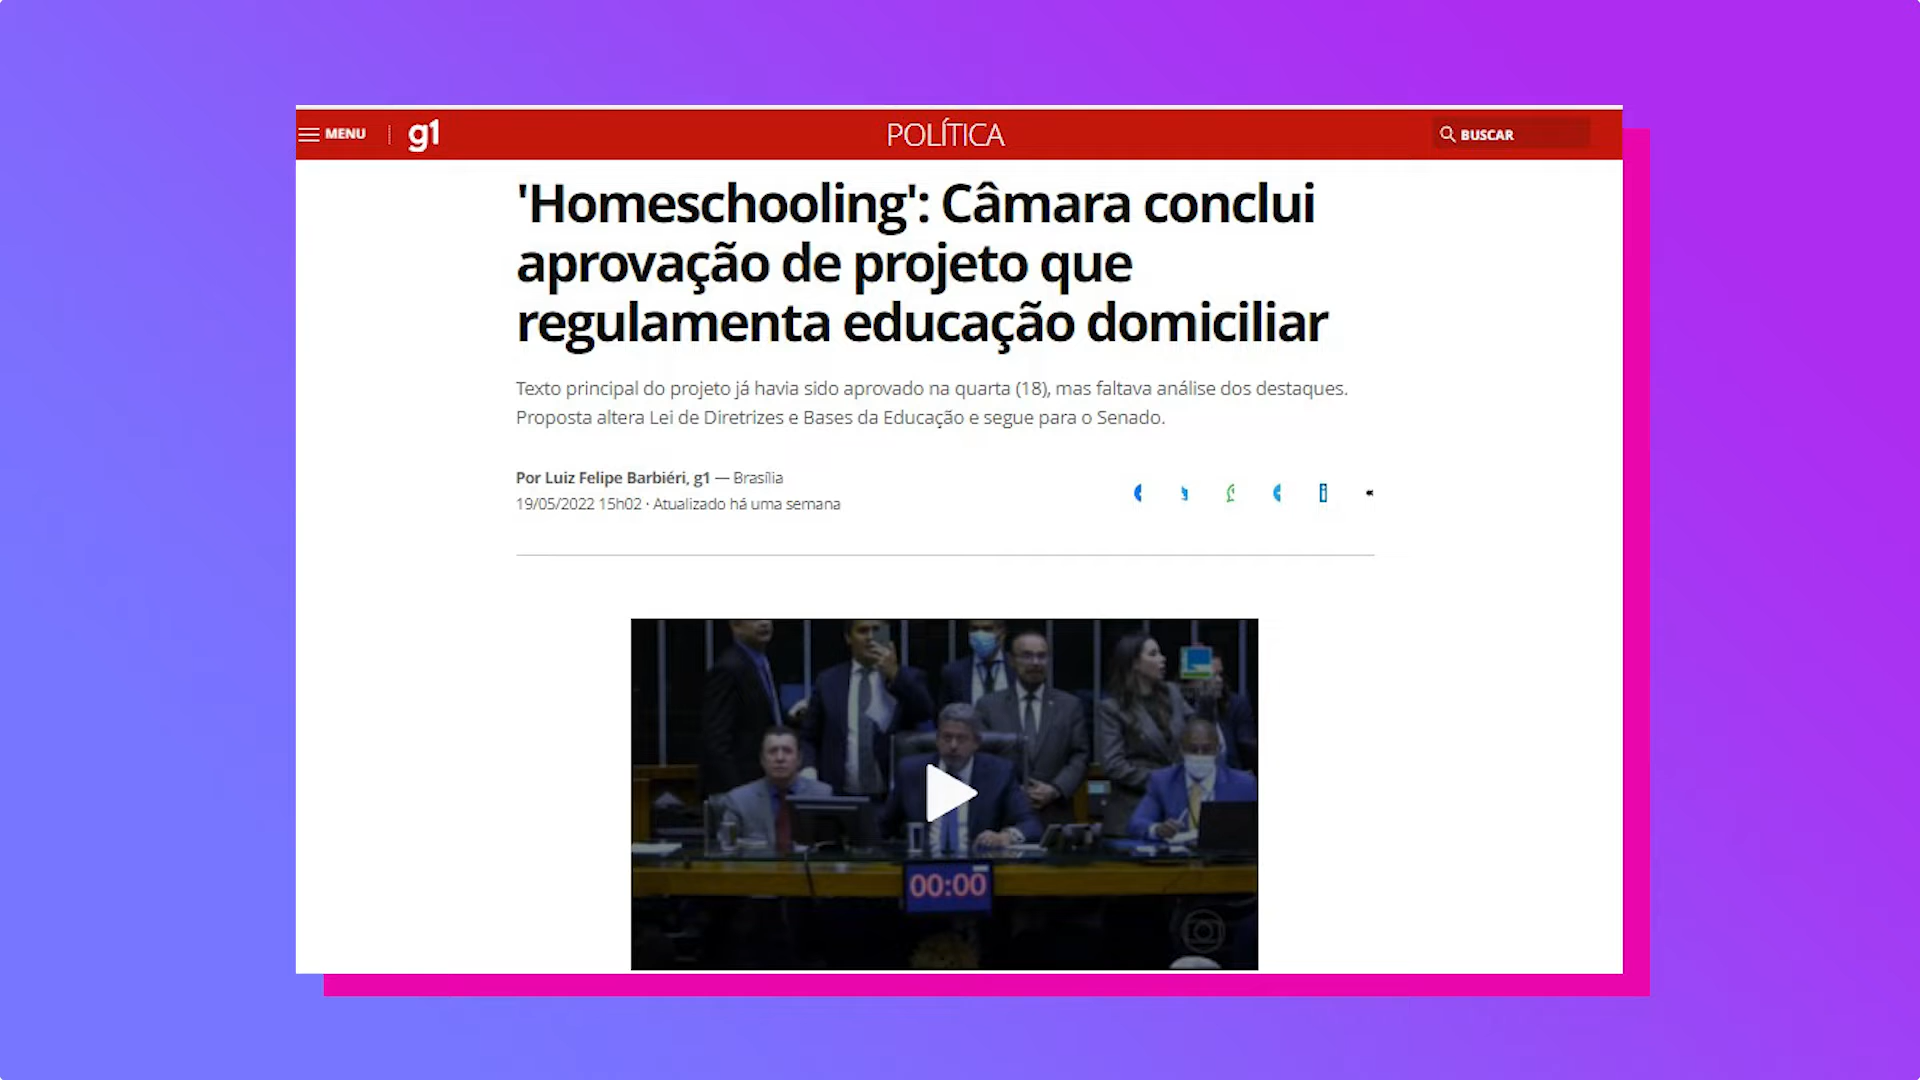 MENU
g1
POLÍTICA
BUSCAR
'Homeschooling': Câmara conclui
aprovação de projeto que
regulamenta educação domiciliar
Texto principal do projeto já havia sido aprovado na quarta (18), mas faltava análise dos destaques.
Proposta altera Lei de Diretrizes e Bases da Educação e segue para o Senado.
Por Luiz Felipe Barbiéri, g1 — Brasília
19/05/2022 15h02 · Atualizado há uma semana
00:00